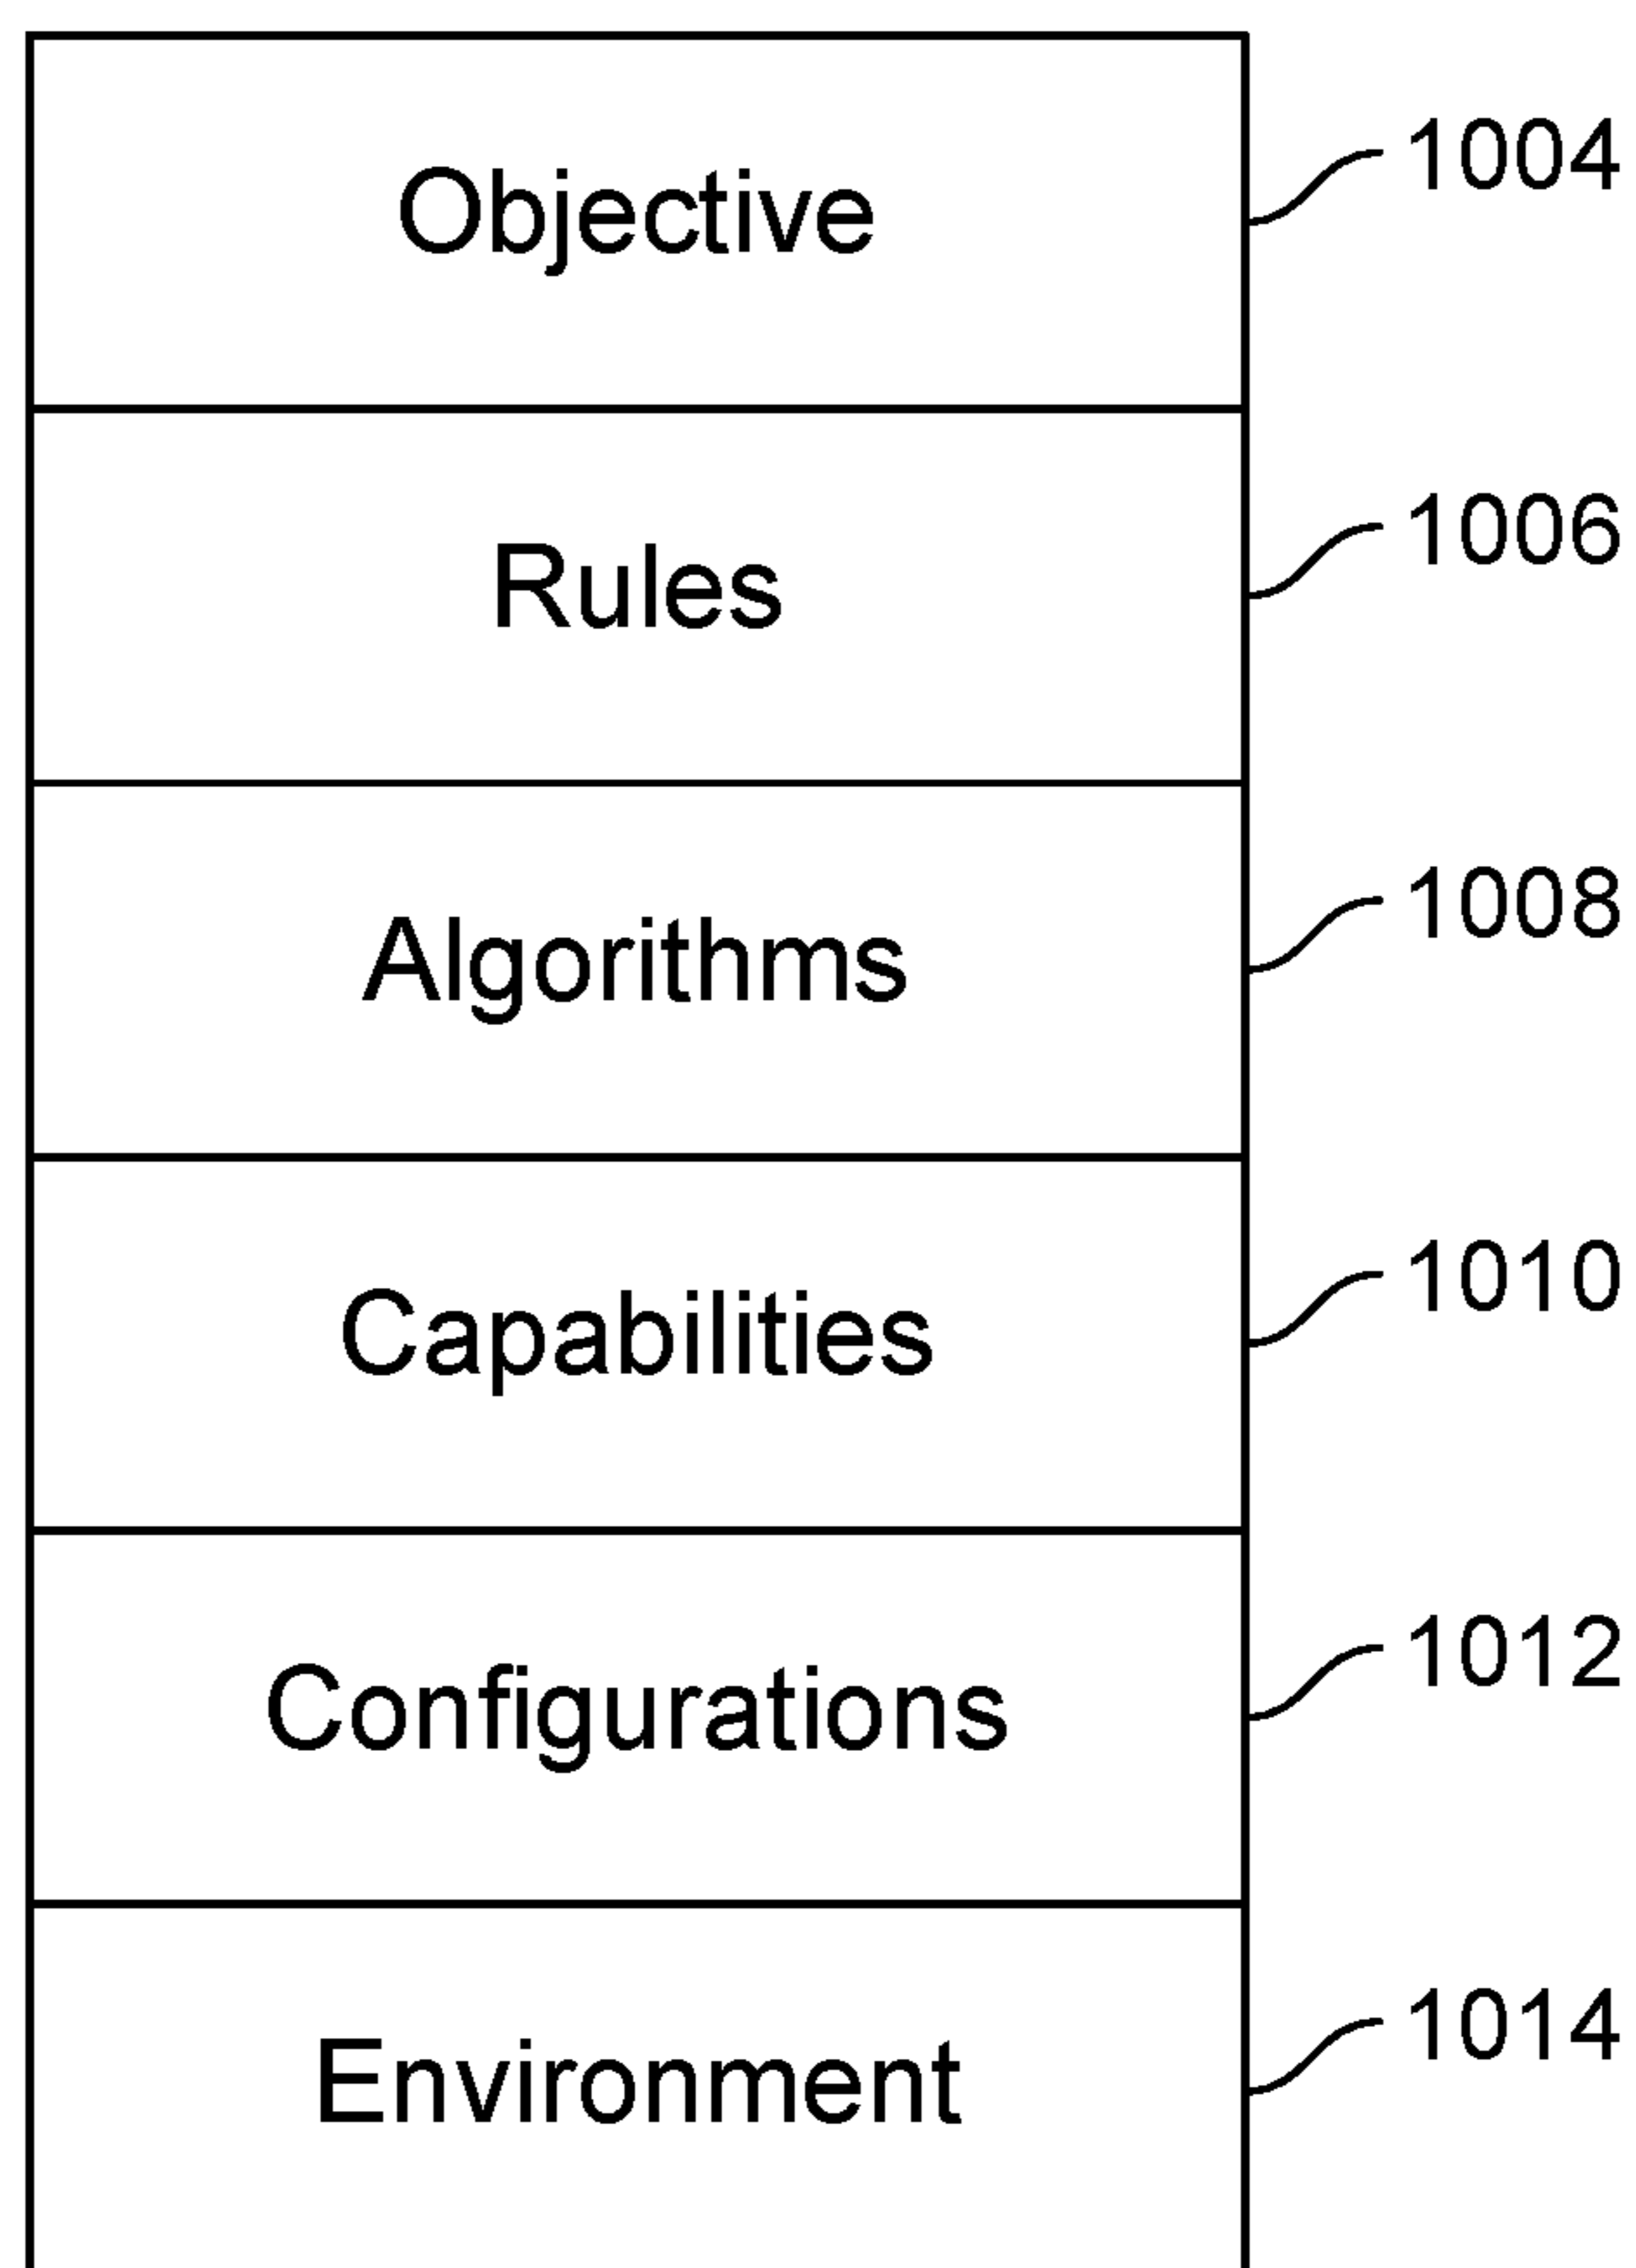 Objective 1004
Rules 1006
Algorithms 1008
Capabilities 1010
Configurations 1012
Environment 1014